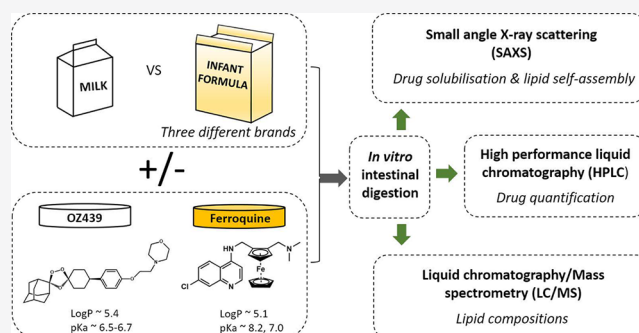 MILK
VS
INFANT
FORMULA
Three different brands
+/-
OZ439
LogP ~ 5.4
pKa ~ 6.5-6.7
Ferroquine
HN
N
Fe
Cl
N
LogP ~ 5.1
pKa ~ 8.2, 7.0
In vitro
intestinal
digestion
Small angle X-ray scattering
(SAXS)
Drug solubilisation & lipid self-assembly
High performance liquid
chromatography (HPLC)
Drug quantification
Liquid chromatography/Mass
spectrometry (LC/MS)
Lipid compositions